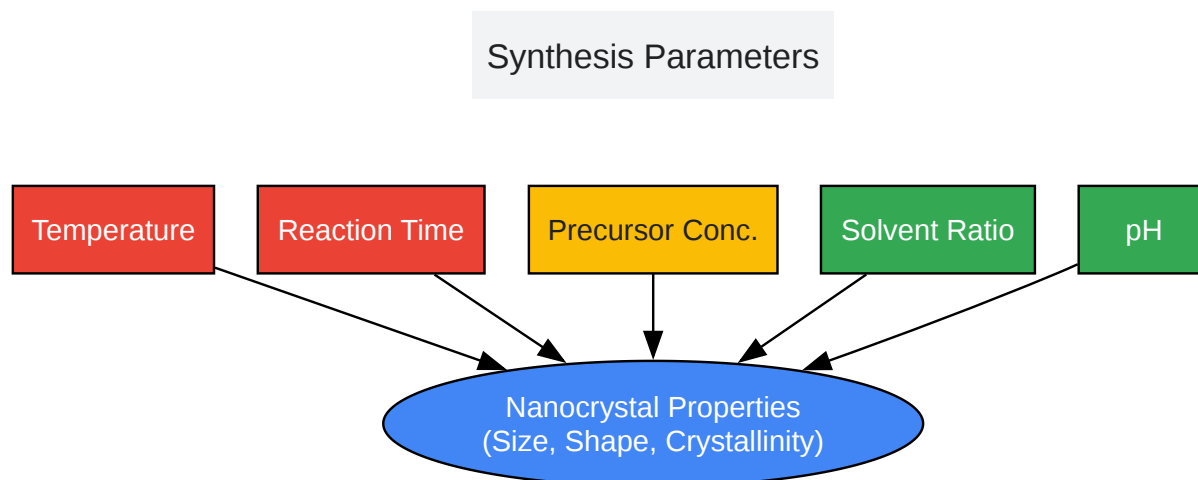 Synthesis Parameters
Temperature
Reaction Time
Precursor Conc.
Solvent Ratio
pH
Nanocrystal Properties
(Size, Shape, Crystallinity)